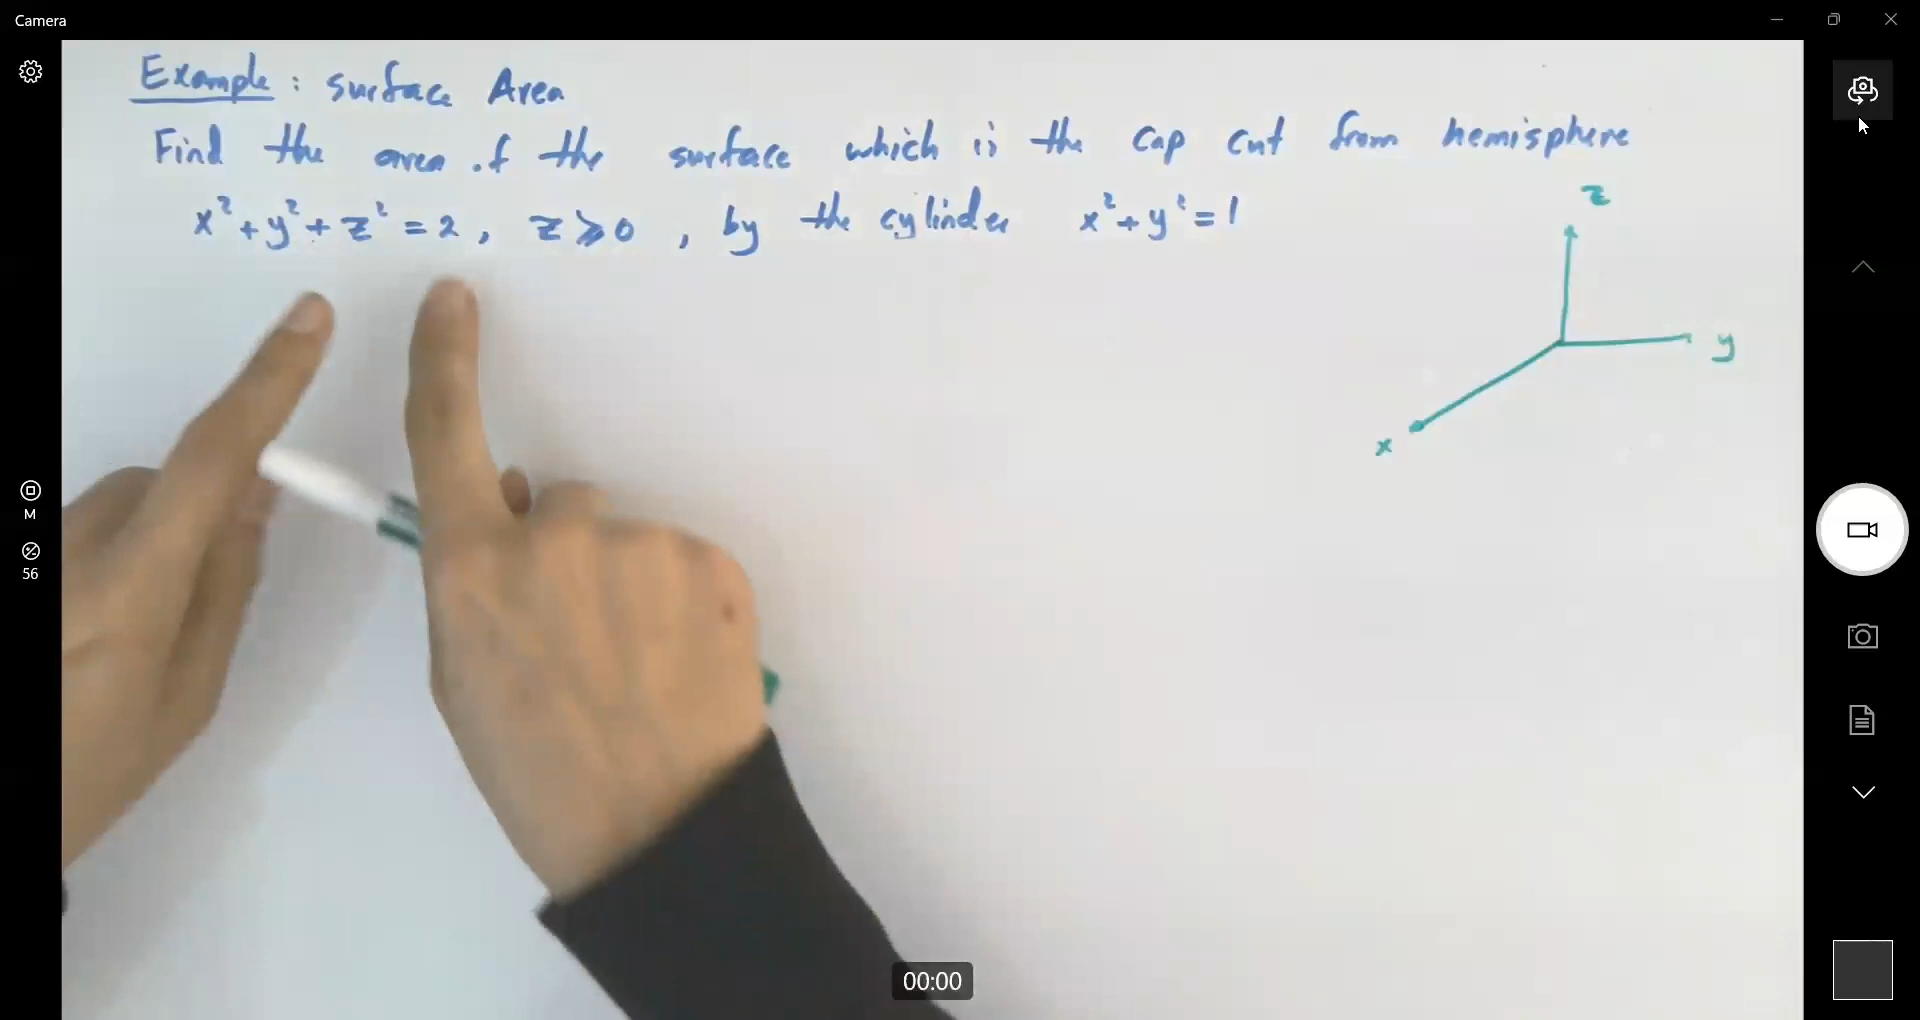 Camera
Example: surface Area
Find the area of the surface which is the cap cut from hemisphere
x² + y² + z² = 2, z ⩾ 0, by the cylinder x² + y² = 1
z
y
x
M
56
00:00